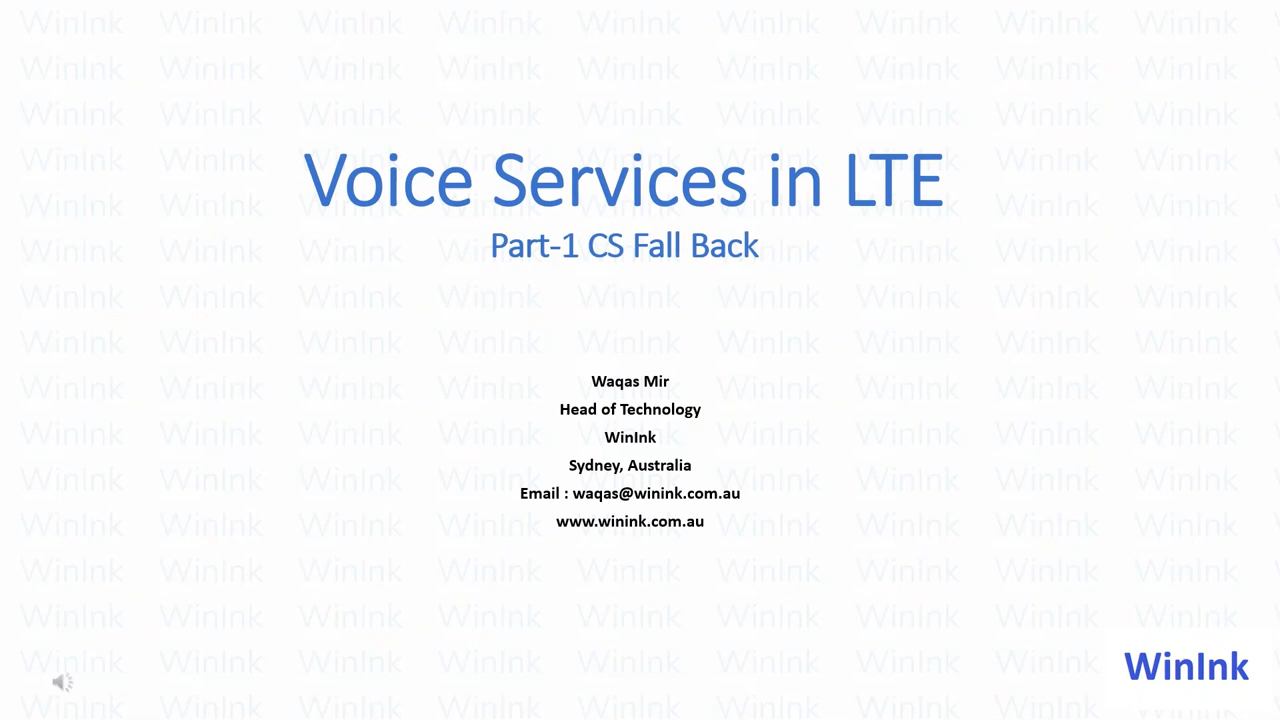 Voice Services in LTE
Part-1 CS Fall Back
Waqas Mir
Head of Technology
WinInk
Sydney, Australia
Email : waqas@winink.com.au
www.winink.com.au
WinInk